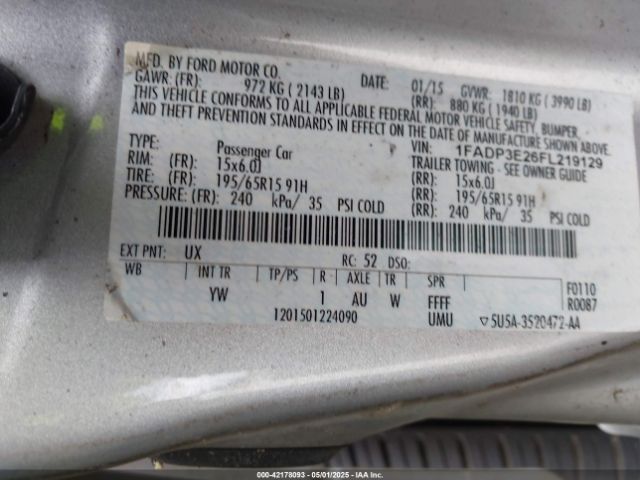 MFD. BY FORD MOTOR CO.
DATE: 01/15 GVWR: 1810 KG ( 3990 LB)
GAWR: (FR): 972 KG ( 2143 LB) (RR): 880 KG ( 1940 LB)
THIS VEHICLE CONFORMS TO ALL APPLICABLE FEDERAL MOTOR VEHICLE SAFETY, BUMPER,
AND THEFT PREVENTION STANDARDS IN EFFECT ON THE DATE OF MANUFACTURE SHOWN ABOVE.
VIN: 1FADP3E26FL219129
TYPE: Passenger Car TRAILER TOWING - SEE OWNER GUIDE
RIM: (FR): 15x6.0J (RR): 15x6.0J
TIRE: (FR): 195/65R15 91H (RR): 195/65R15 91H
PRESSURE: (FR): 240 kPa/ 35 PSI COLD (RR): 240 kPa/ 35 PSI COLD
EXT PNT: UX RC: 52 DSO:
WB INT TR TP/PS R AXLE TR SPR F0110
YW 1 AU W FFFF R0087
1201501224090 UMU ▽5U5A-3520472-AA
000-42178093 - 05/01/2025 - IAA Inc.